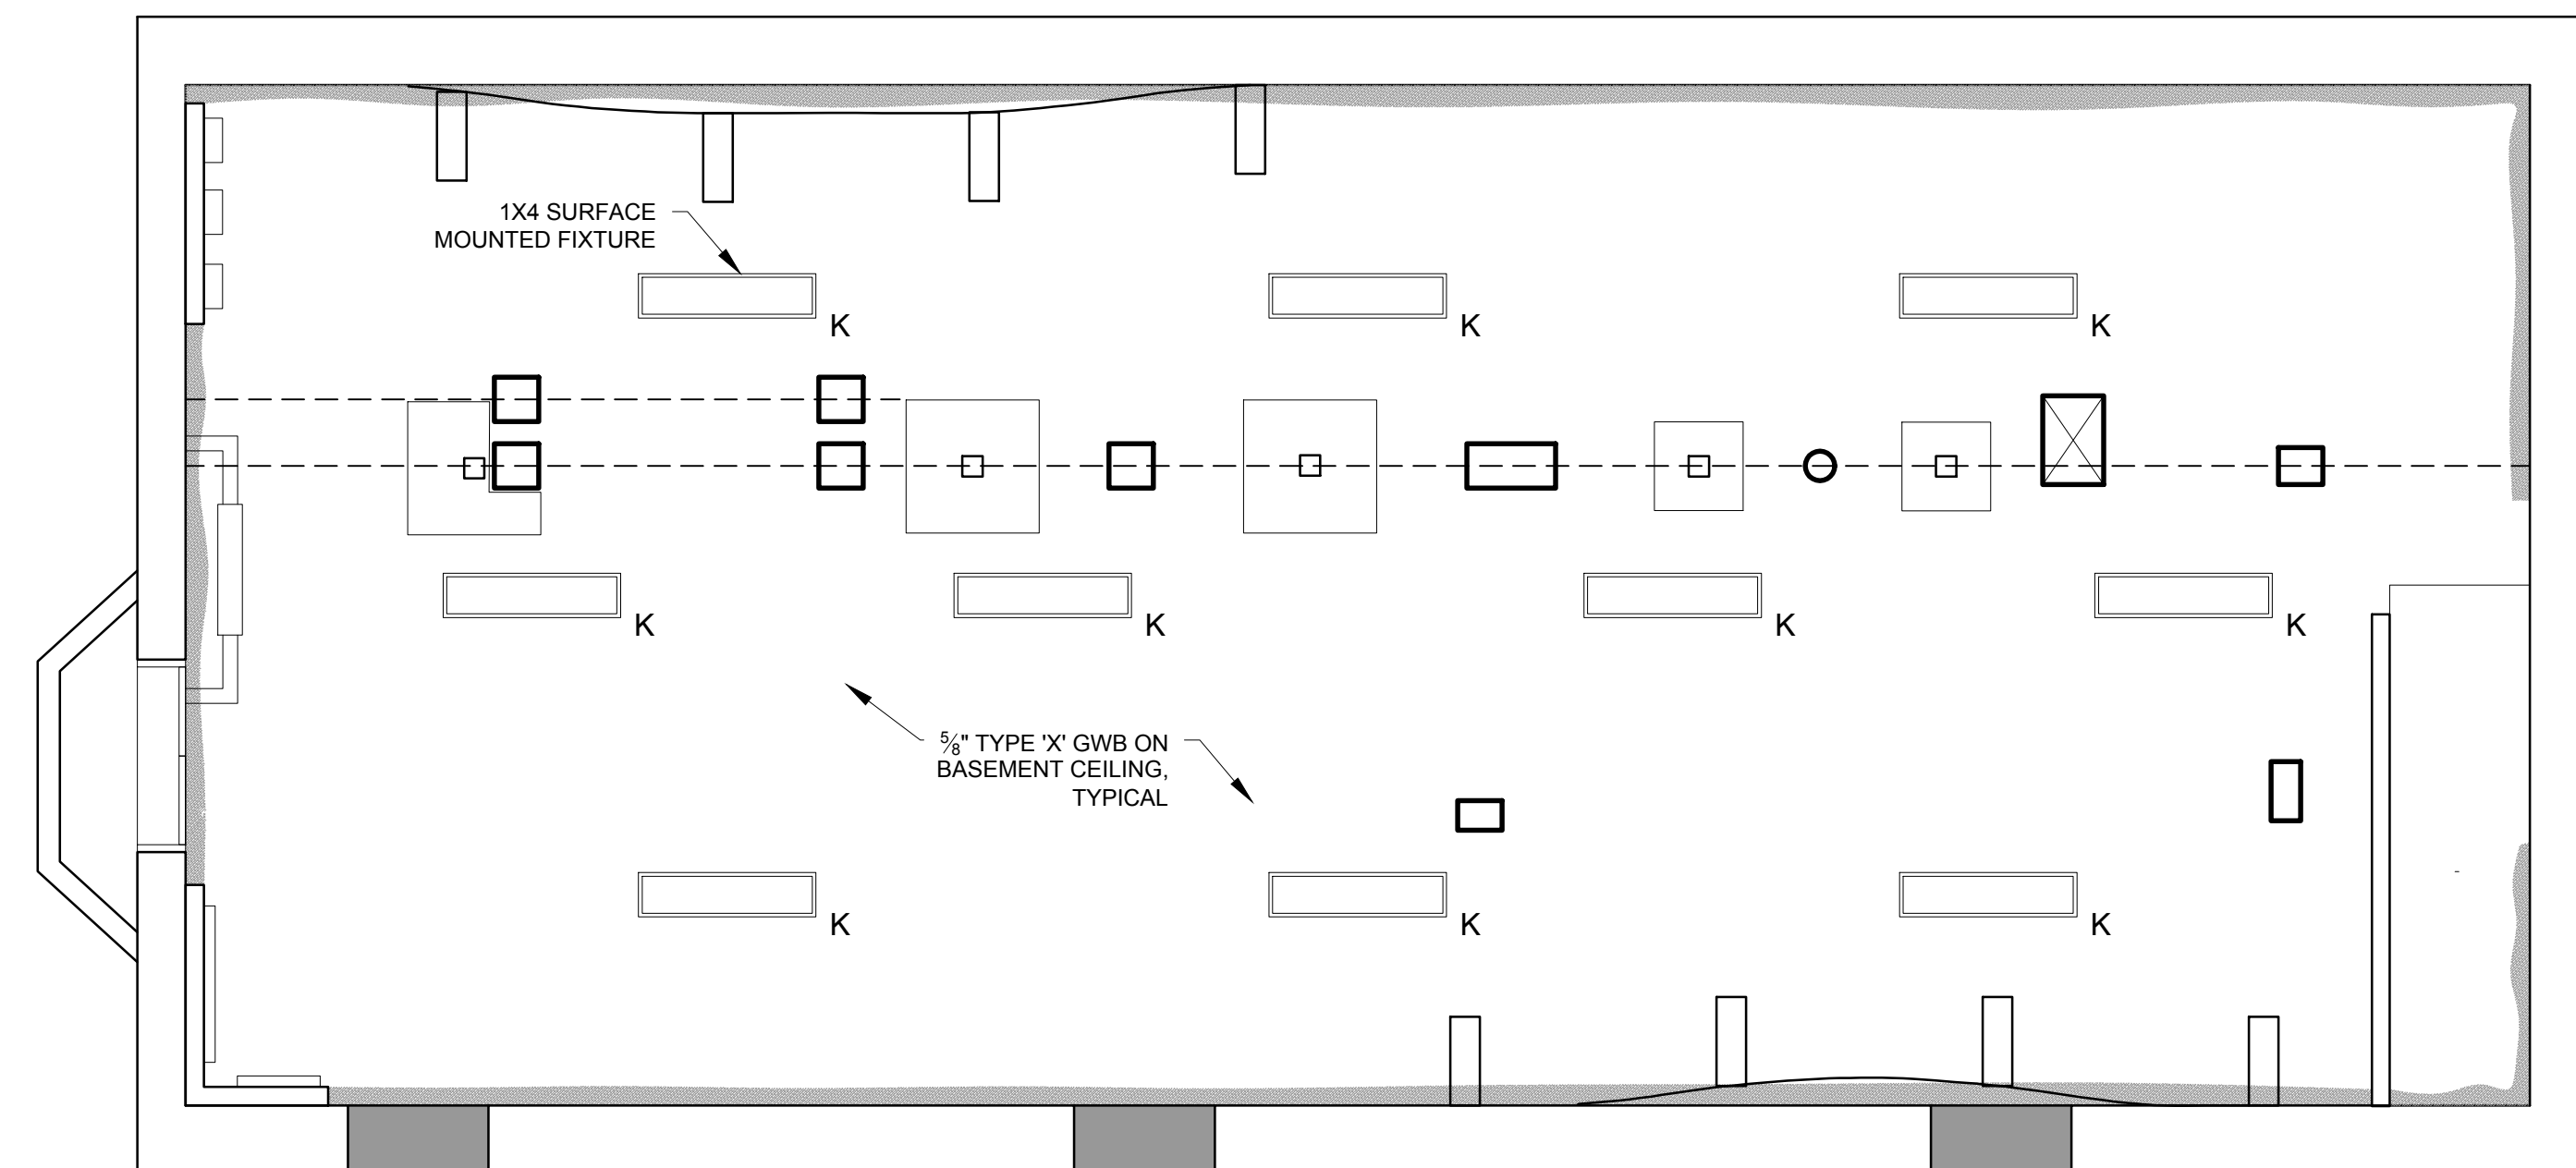 1X4 SURFACE
MOUNTED FIXTURE
K
K
K
K
K
K
K
⅝" TYPE 'X' GWB ON
BASEMENT CEILING,
TYPICAL
K
K
K